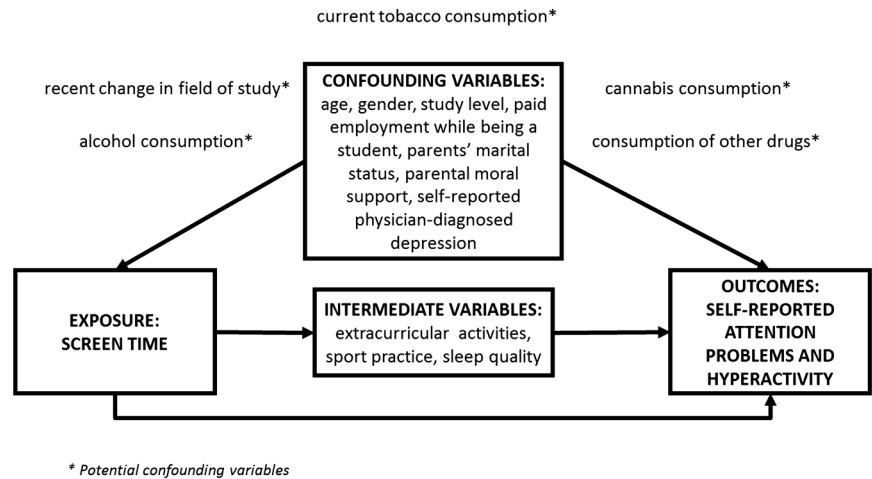 current tobacco consumption*
recent change in field of study*
alcohol consumption*
CONFOUNDING VARIABLES:
age, gender, study level, paid
employment while being a
student, parents’ marital
status, parental moral
support, self-reported
physician-diagnosed
depression
cannabis consumption*
consumption of other drugs*
EXPOSURE:
SCREEN TIME
INTERMEDIATE VARIABLES:
extracurricular activities,
sport practice, sleep quality
OUTCOMES:
SELF-REPORTED
ATTENTION
PROBLEMS AND
HYPERACTIVITY
* Potential confounding variables